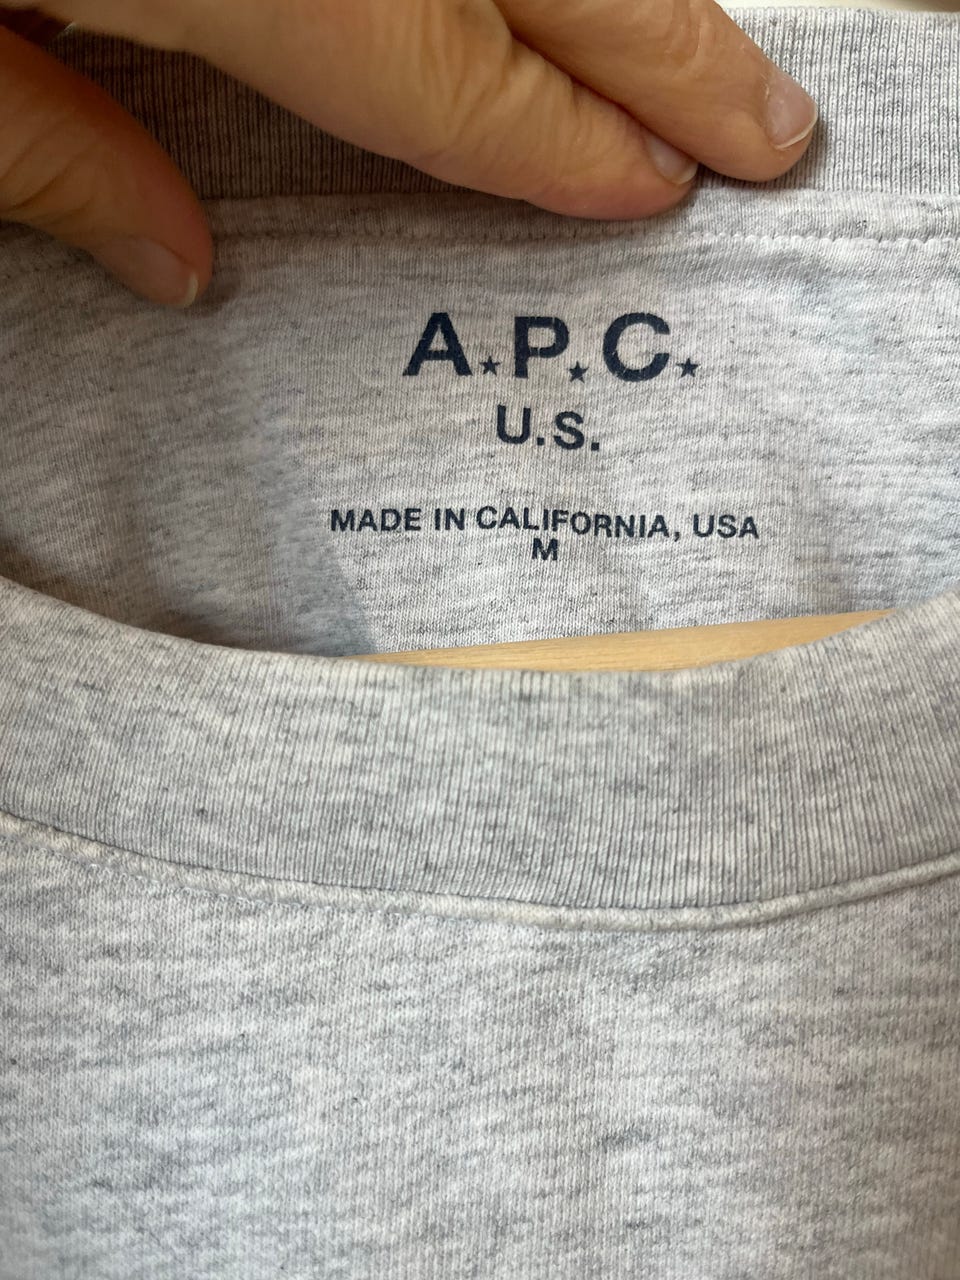 A★P★C★
U.S.
MADE IN CALIFORNIA, USA
M